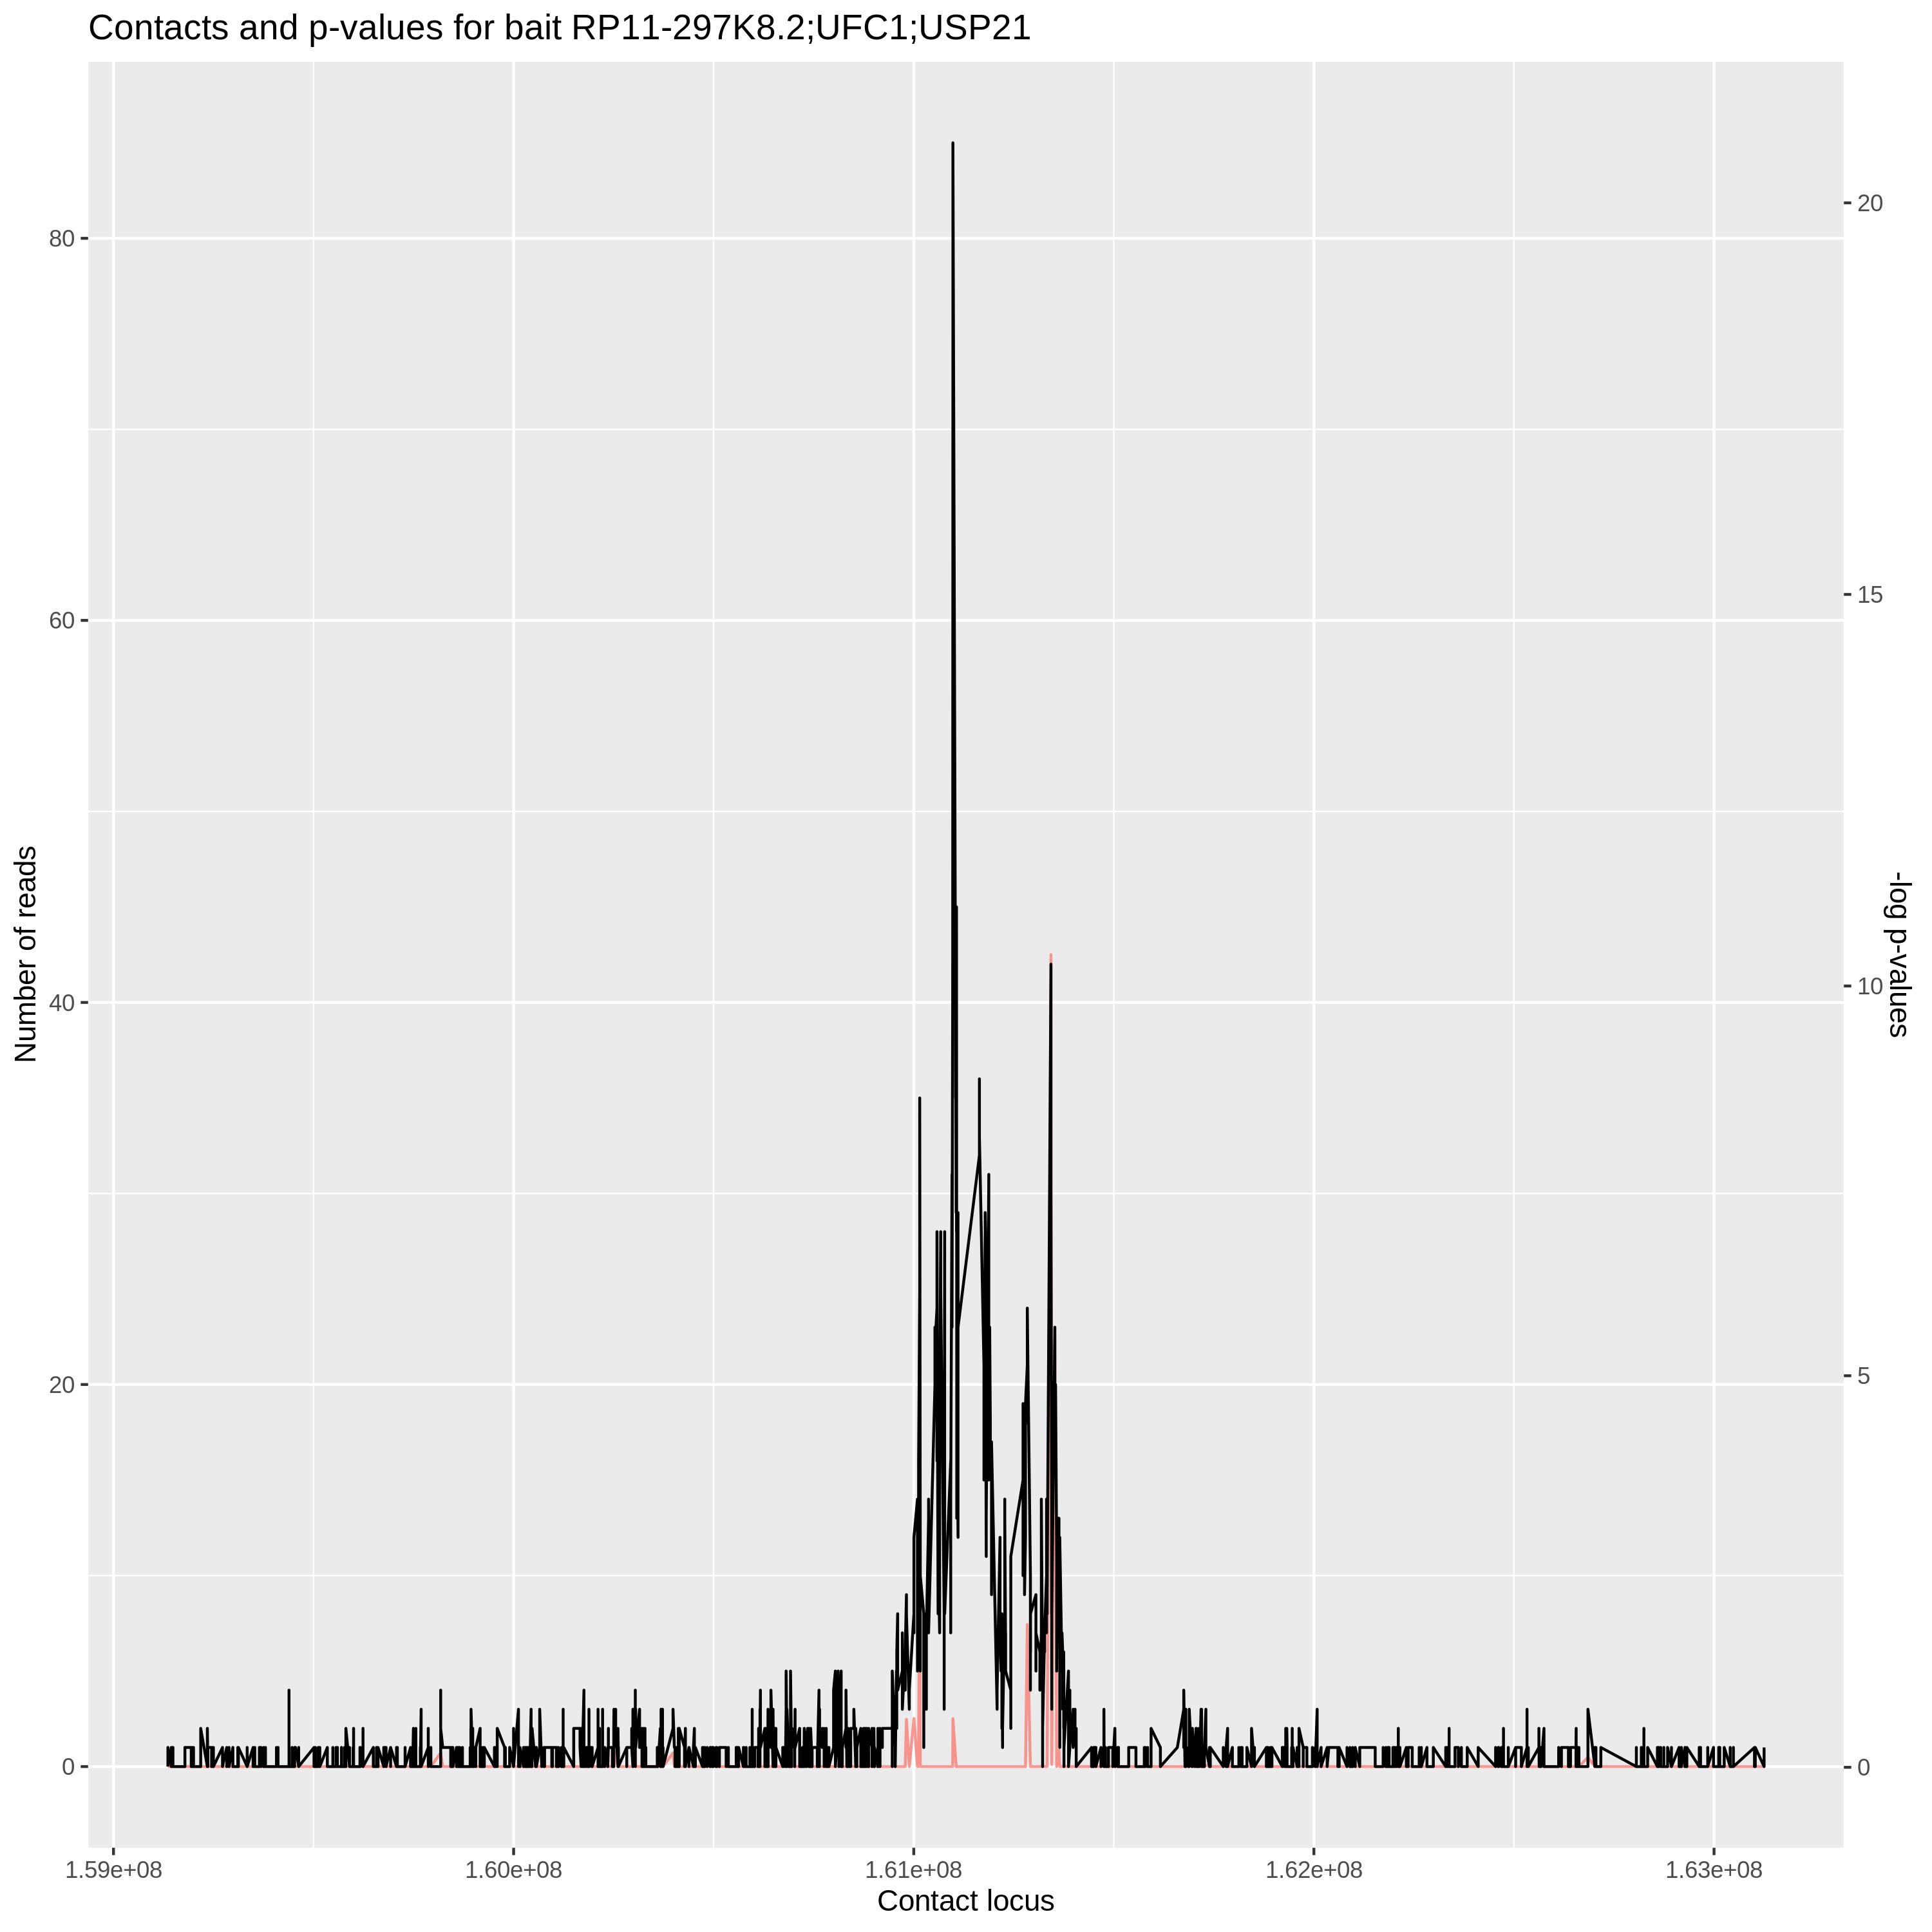 Contacts and p-values for bait RP11-297K8.2;UFC1;USP21
Number of reads
80
60
40
20
0
20
15
10
5
0
-log p-values
1.59e+08 1.60e+08 1.61e+08 1.62e+08 1.63e+08
Contact locus